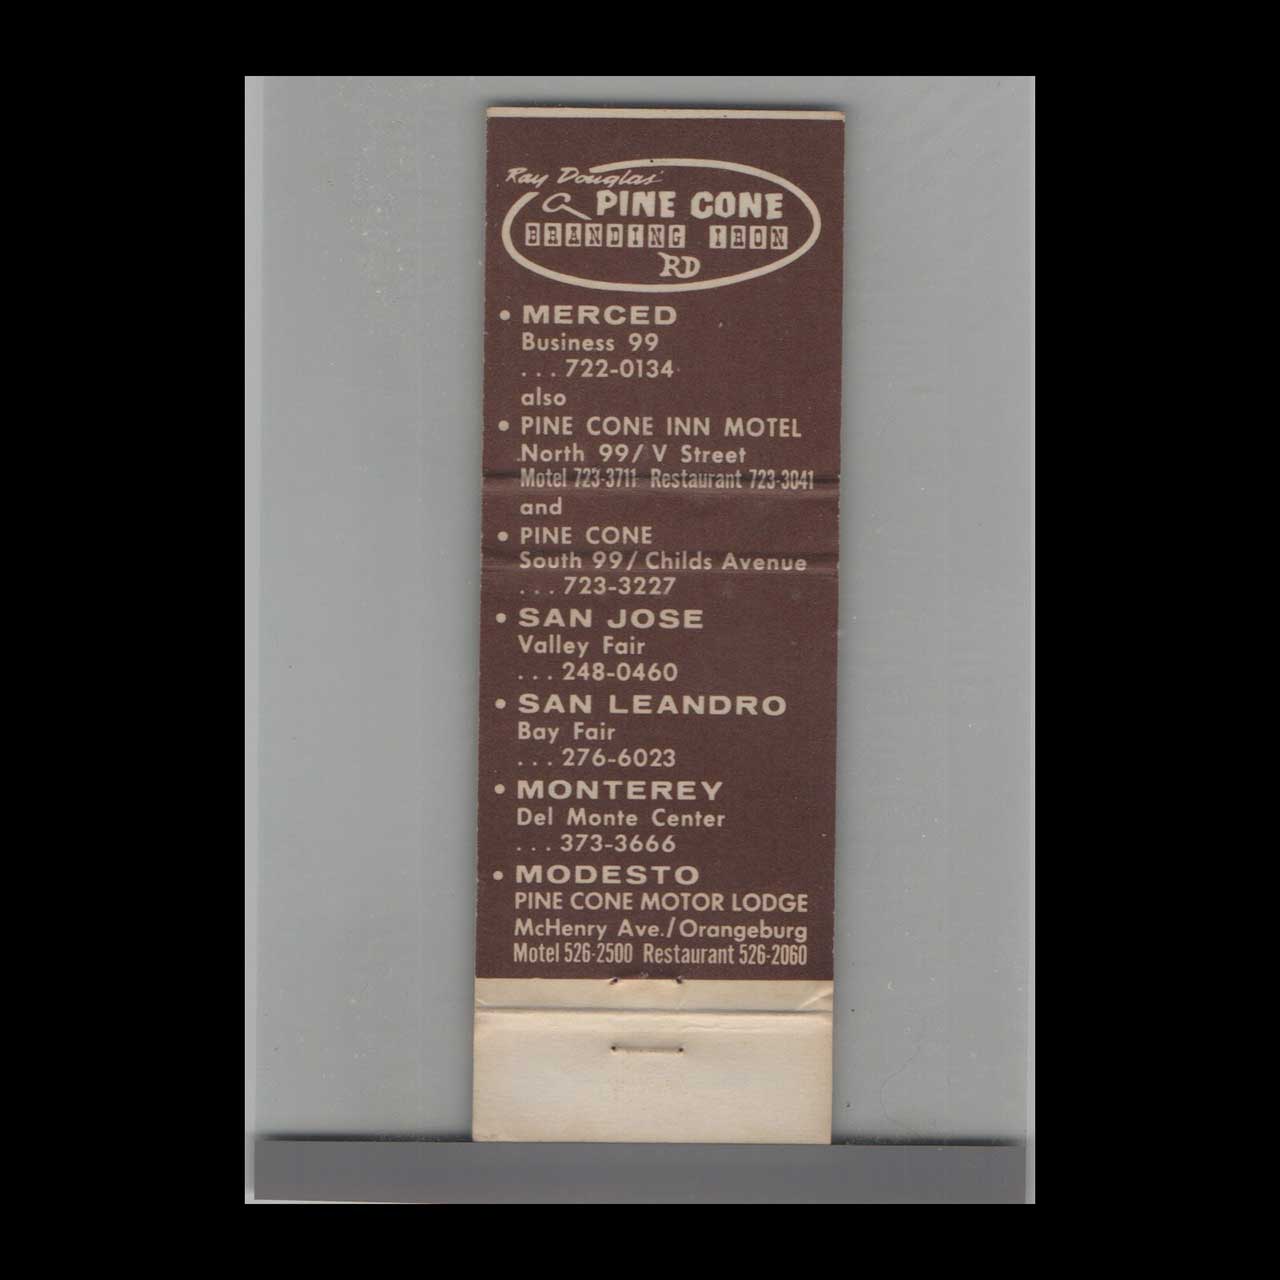 Ray Douglas'
PINE CONE
BRANDING IRON
RD
• MERCED
Business 99
...722-0134
also
• PINE CONE INN MOTEL
North 99/V Street
Motel 723-3711 Restaurant 723-3041
and
• PINE CONE
South 99/Childs Avenue
...723-3227
• SAN JOSE
Valley Fair
...248-0460
• SAN LEANDRO
Bay Fair
...276-6023
• MONTEREY
Del Monte Center
...373-3666
• MODESTO
PINE CONE MOTOR LODGE
McHenry Ave./Orangeburg
Motel 526-2500 Restaurant 526-2060